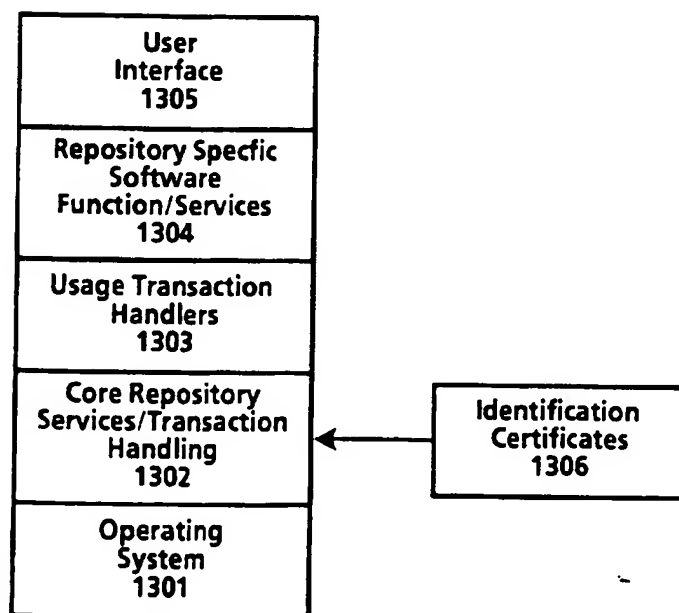 User
Interface
1305
Repository Specfic
Software
Function/Services
1304
Usage Transaction
Handlers
1303
Core Repository
Services/Transaction
Handling
1302
Identification
Certificates
1306
Operating
System
1301